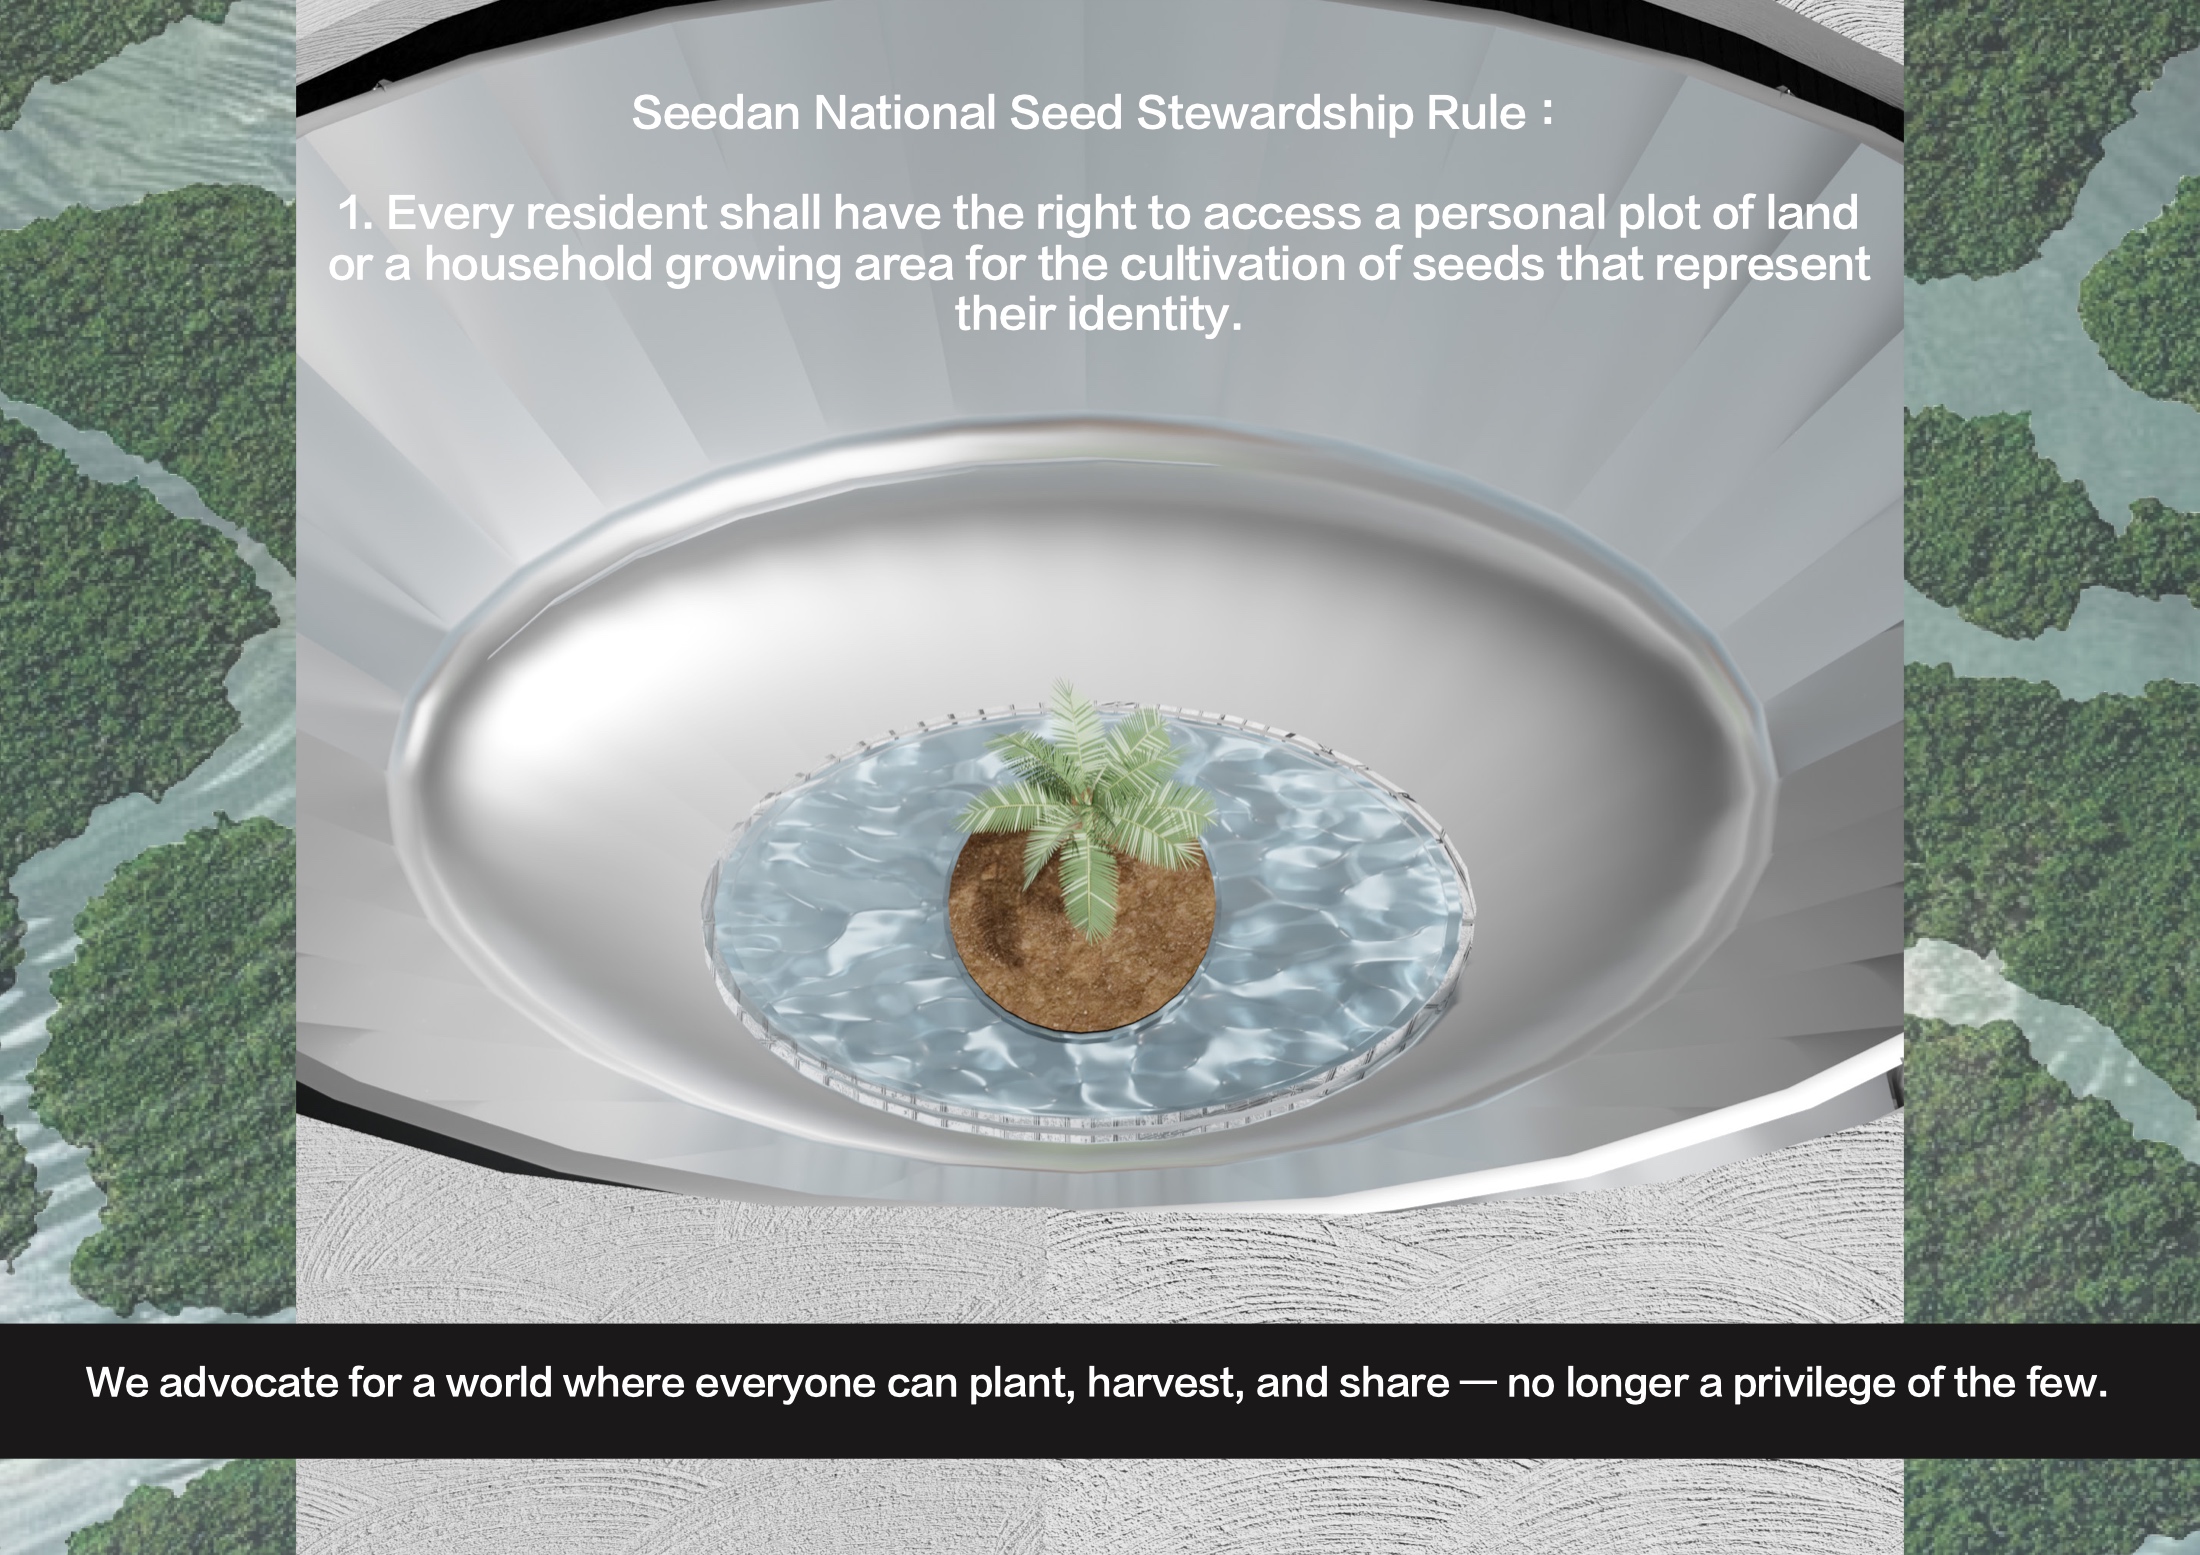 Seedan National Seed Stewardship Rule：
1. Every resident shall have the right to access a personal plot of land
or a household growing area for the cultivation of seeds that represent
their identity.
We advocate for a world where everyone can plant, harvest, and share — no longer a privilege of the few.